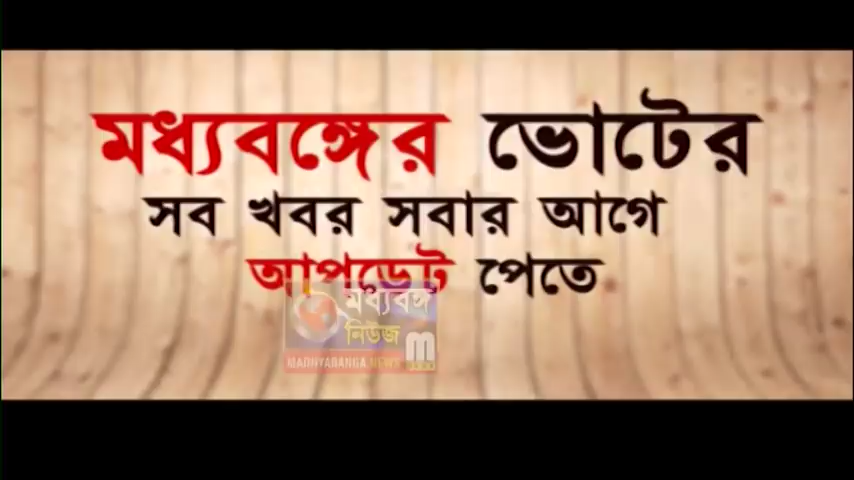 মধ্যবঙ্গের ভোটের
সব খবর সবার আগে
আপডেট পেতে
মধ্যবঙ্গ
নিউজ
MADHYABANGA NEWS